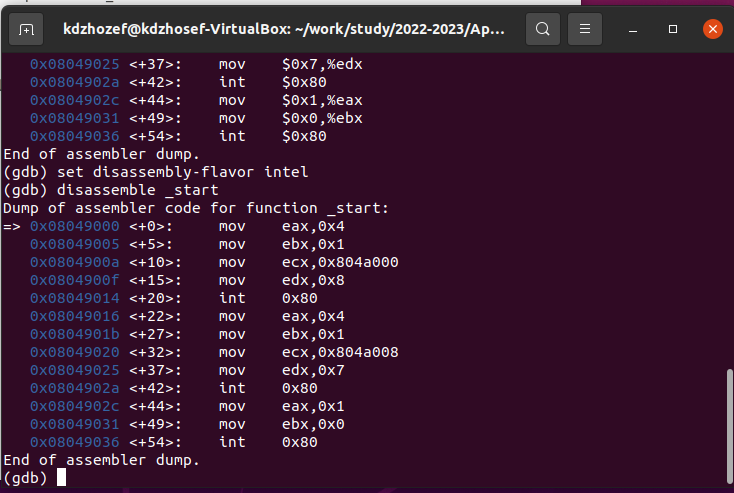 kdzhozef@kdzhosef-VirtualBox: ~/work/study/2022-2023/Ap...
   0x08049025 <+37>:	mov    $0x7,%edx
   0x0804902a <+42>:	int    $0x80
   0x0804902c <+44>:	mov    $0x1,%eax
   0x08049031 <+49>:	mov    $0x0,%ebx
   0x08049036 <+54>:	int    $0x80
End of assembler dump.
(gdb) set disassembly-flavor intel
(gdb) disassemble _start
Dump of assembler code for function _start:
=> 0x08049000 <+0>:	mov    eax,0x4
   0x08049005 <+5>:	mov    ebx,0x1
   0x0804900a <+10>:	mov    ecx,0x804a000
   0x0804900f <+15>:	mov    edx,0x8
   0x08049014 <+20>:	int    0x80
   0x08049016 <+22>:	mov    eax,0x4
   0x0804901b <+27>:	mov    ebx,0x1
   0x08049020 <+32>:	mov    ecx,0x804a008
   0x08049025 <+37>:	mov    edx,0x7
   0x0804902a <+42>:	int    0x80
   0x0804902c <+44>:	mov    eax,0x1
   0x08049031 <+49>:	mov    ebx,0x0
   0x08049036 <+54>:	int    0x80
End of assembler dump.
(gdb)